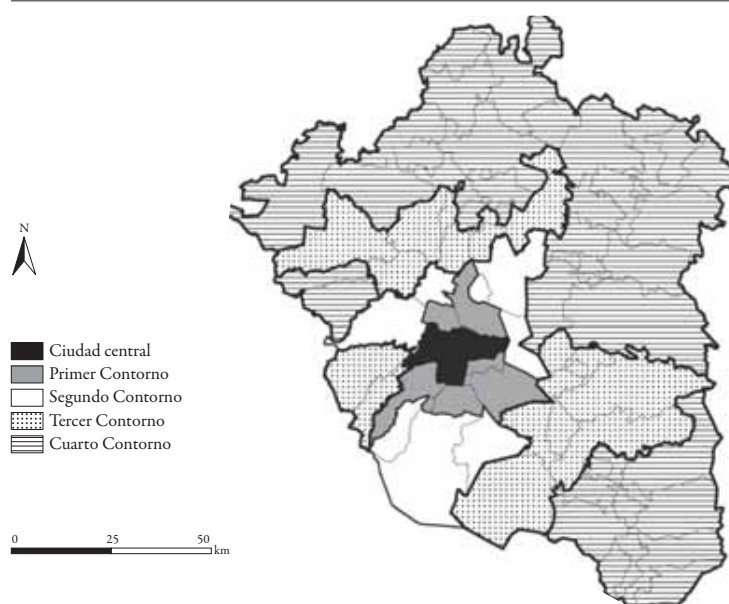 N
Ciudad central
Primer Contorno
Segundo Contorno
Tercer Contorno
Cuarto Contorno
0 25 50
km